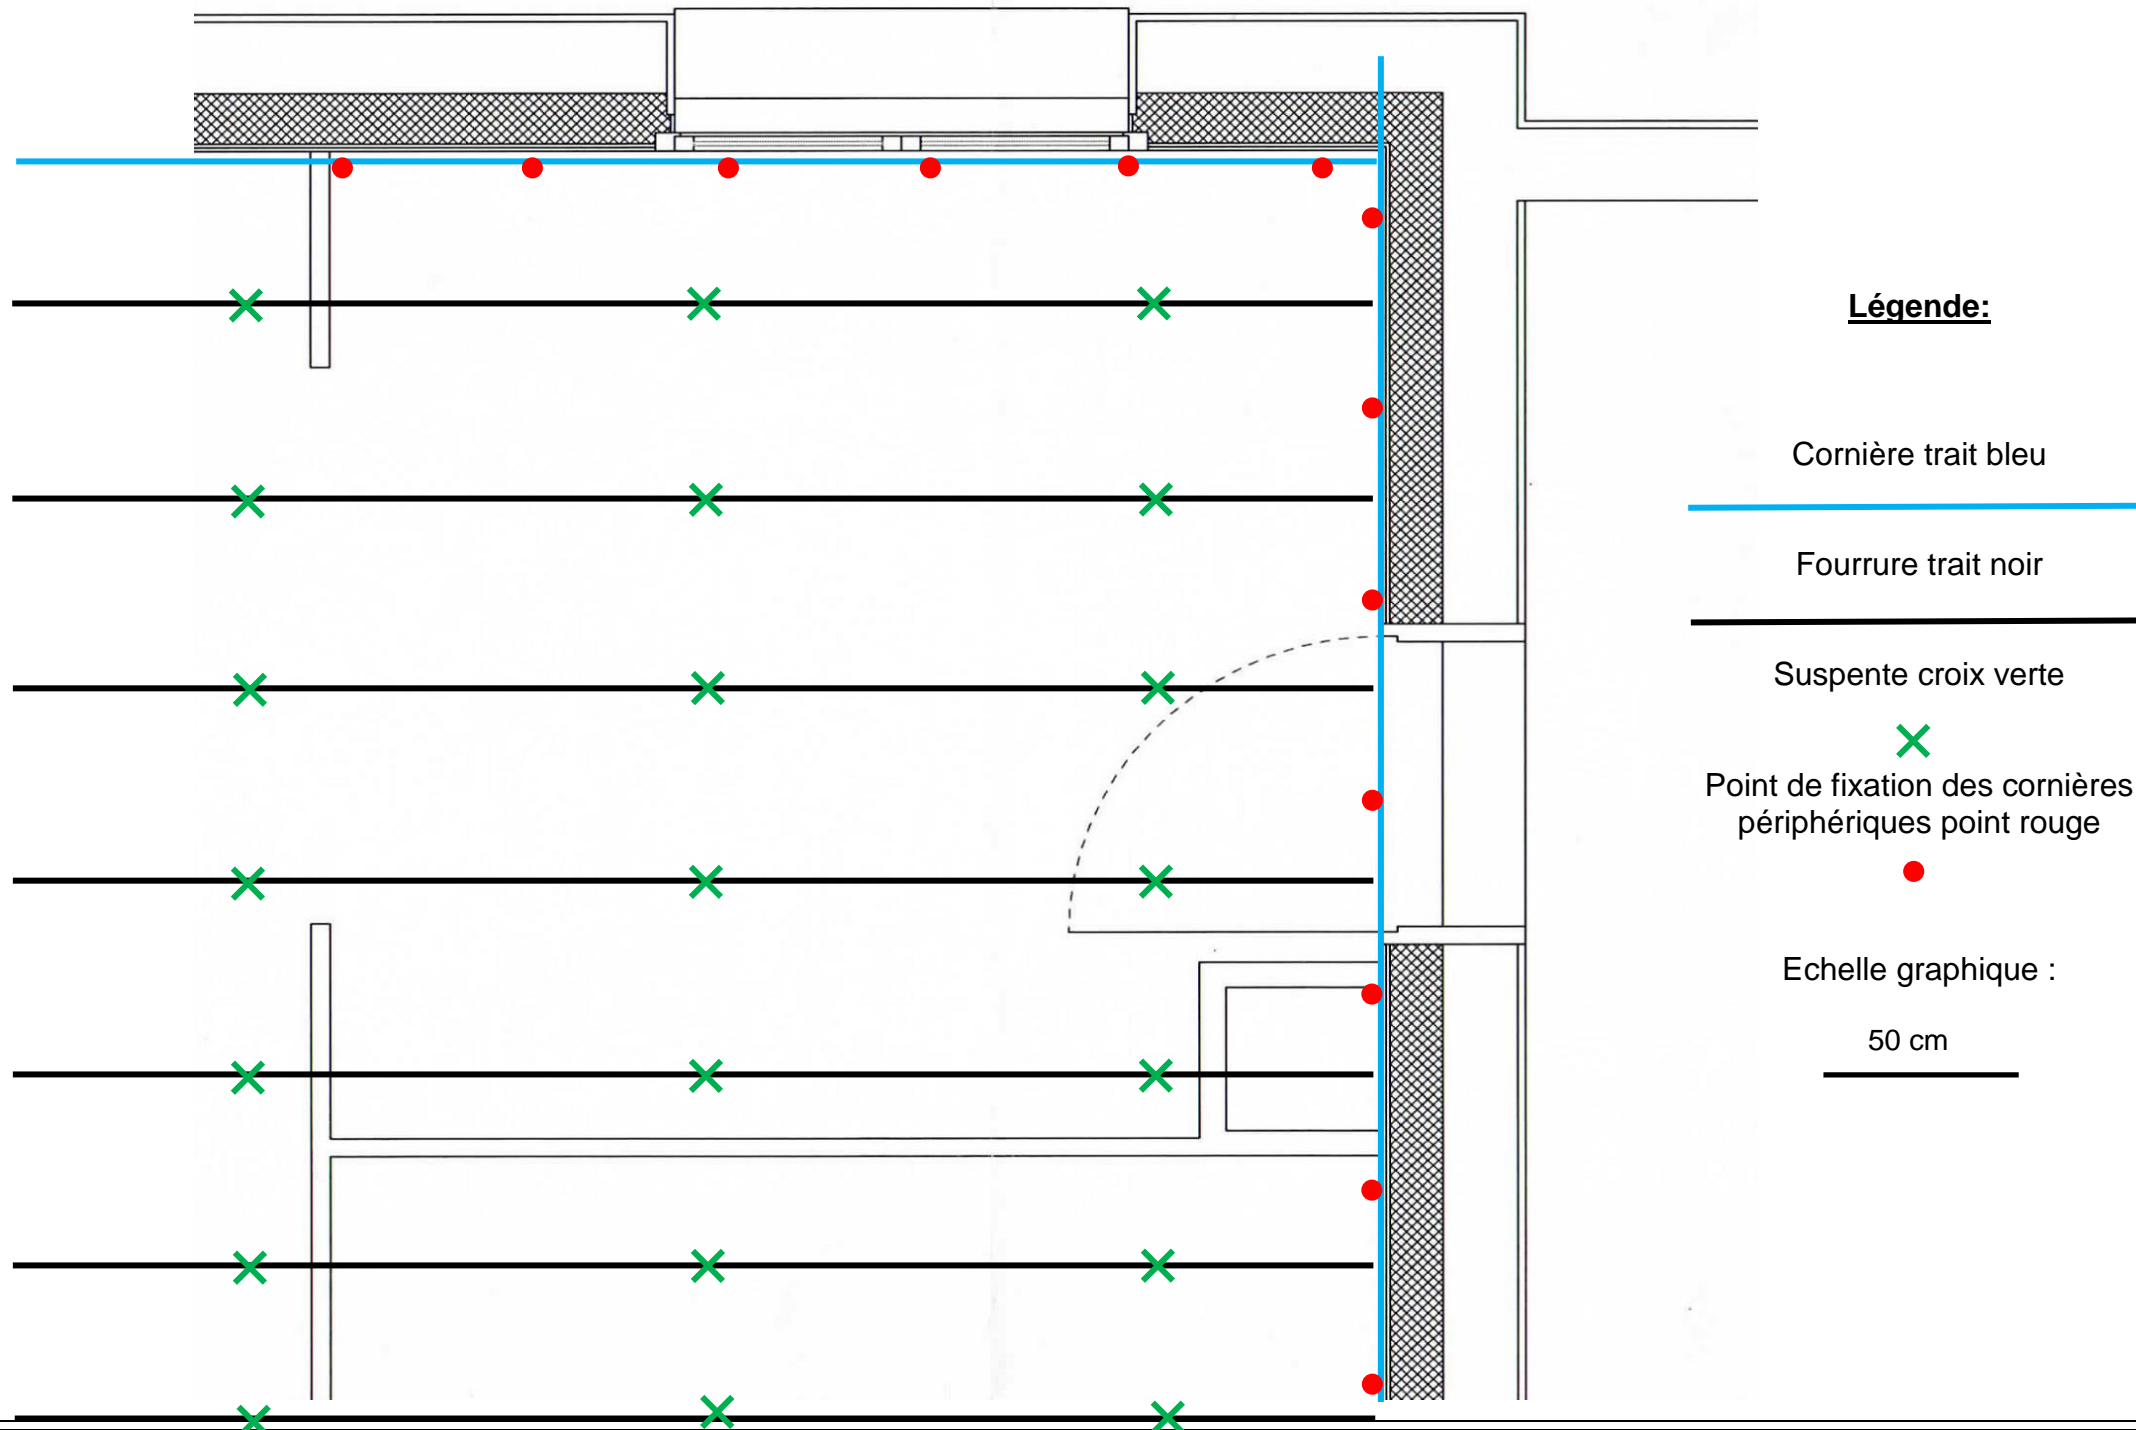 Légende:
Cornière trait bleu
Fourrure trait noir
Suspente croix verte
Point de fixation des cornières
périphériques point rouge
Echelle graphique :
50 cm